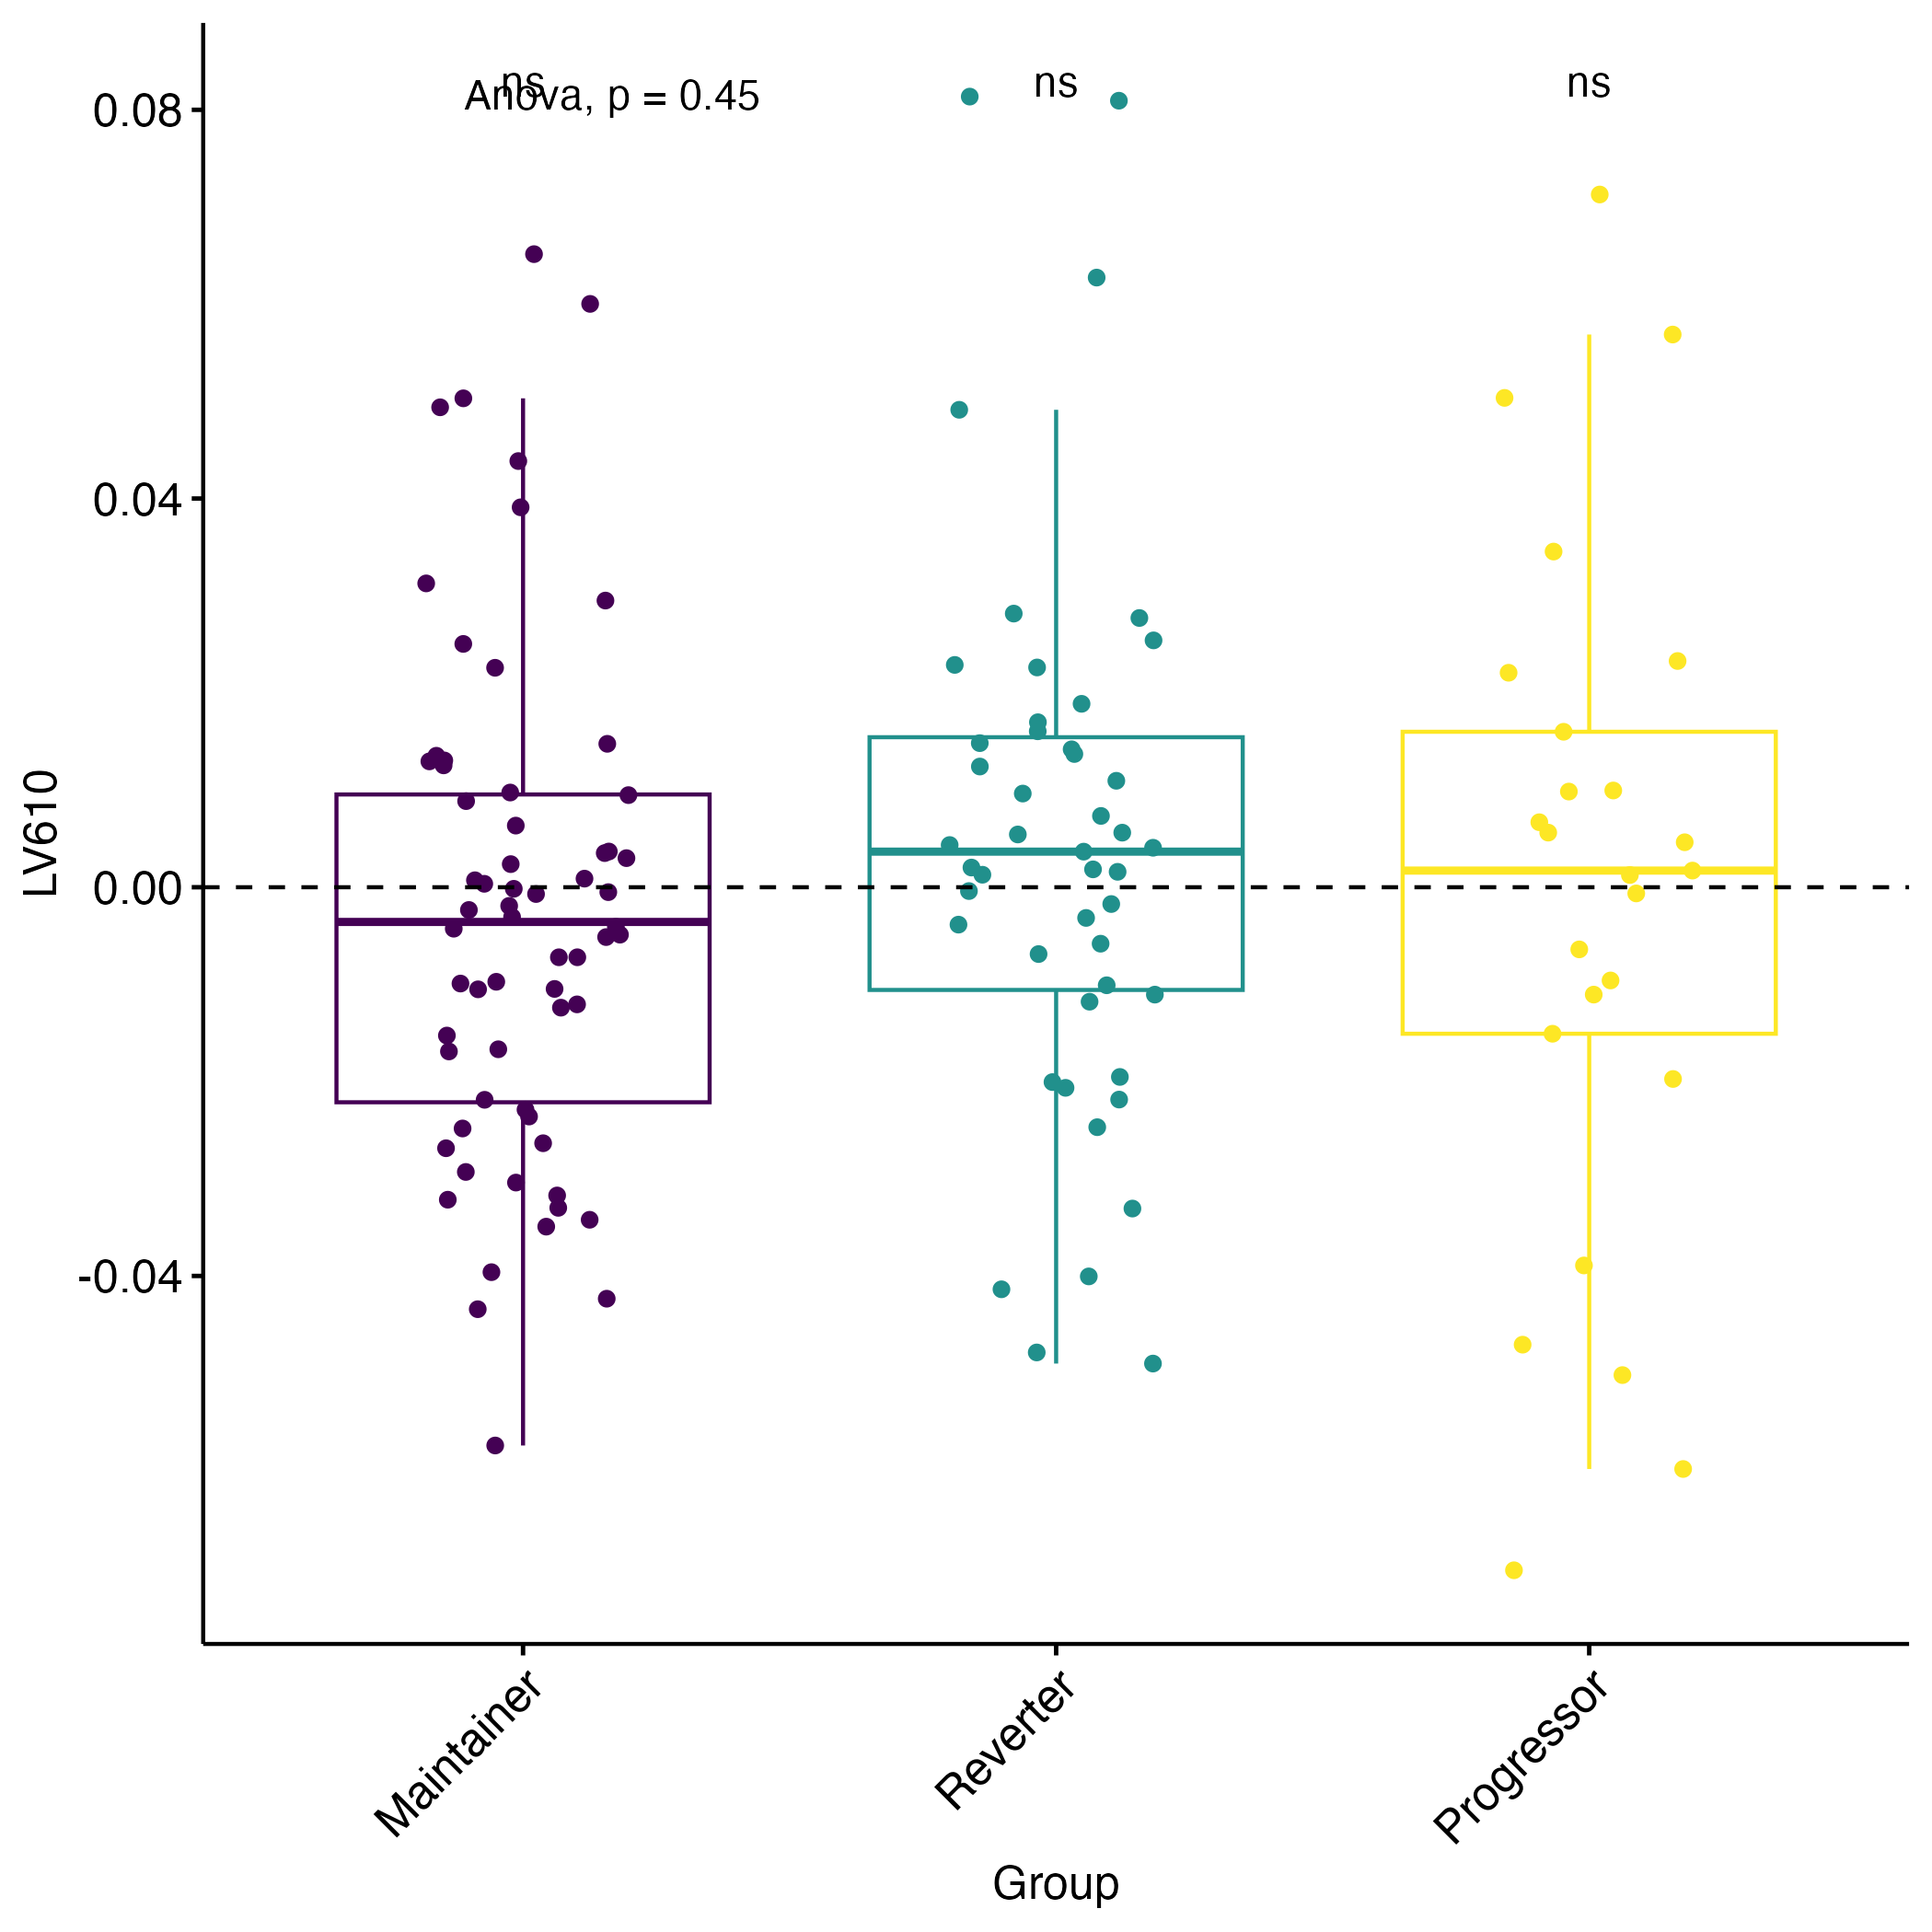 ns
Anova, p = 0.45
ns
ns
0.08
0.04
0.00
-0.04
LV610
Maintainer
Reverter
Progressor
Group